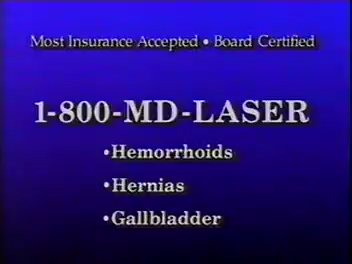 Most Insurance Accepted • Board Certified
1-800-MD-LASER
•Hemorrhoids
•Hernias
•Gallbladder